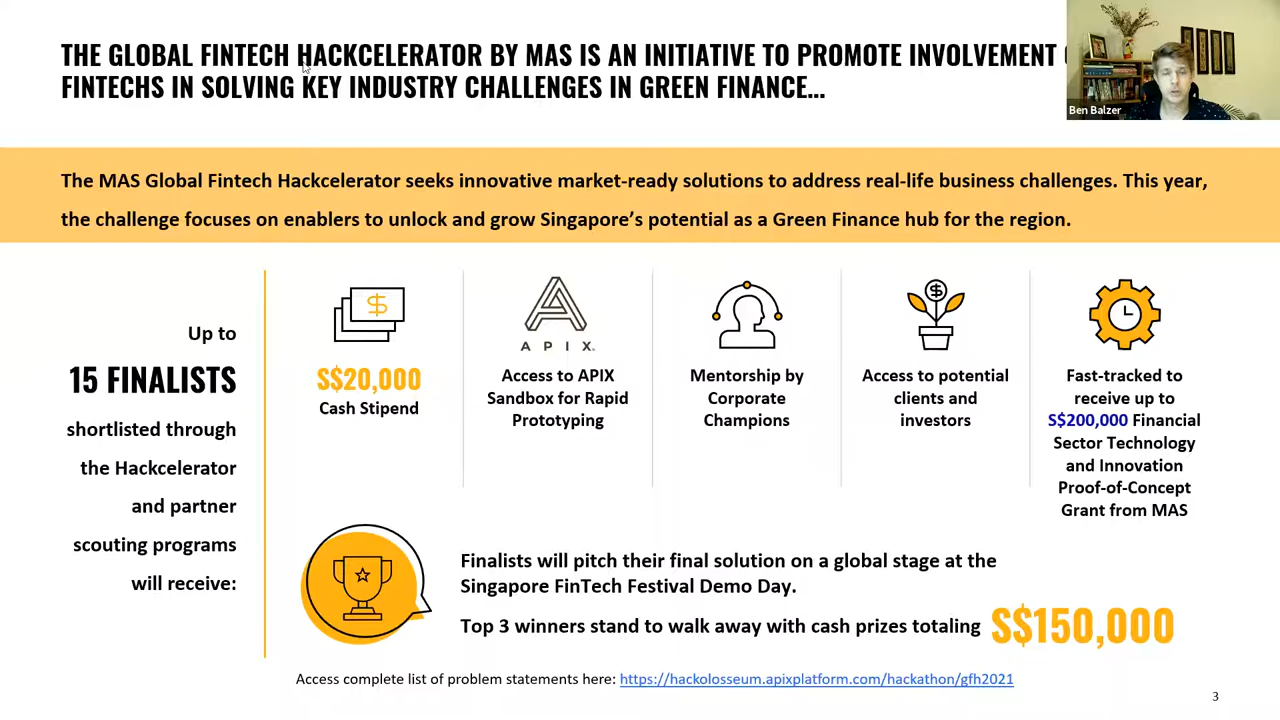 THE GLOBAL FINTECH HACKCELERATOR BY MAS IS AN INITIATIVE TO PROMOTE INVOLVEMENT
FINTECHS IN SOLVING KEY INDUSTRY CHALLENGES IN GREEN FINANCE...
Ben Balzer
The MAS Global Fintech Hackcelerator seeks innovative market-ready solutions to address real-life business challenges. This year,
the challenge focuses on enablers to unlock and grow Singapore's potential as a Green Finance hub for the region.
Up to
15 FINALISTS
shortlisted through
the Hackcelerator
and partner
scouting programs
will receive:
S$20,000
Cash Stipend
APIX
Access to APIX
Sandbox for Rapid
Prototyping
Mentorship by
Corporate
Champions
Access to potential
clients and
investors
Fast-tracked to
receive up to
S$200,000 Financial
Sector Technology
and Innovation
Proof-of-Concept
Grant from MAS
Finalists will pitch their final solution on a global stage at the
Singapore FinTech Festival Demo Day.
Top 3 winners stand to walk away with cash prizes totaling S$150,000
Access complete list of problem statements here: https://hackolosseum.apixplatform.com/hackathon/gfh2021
3